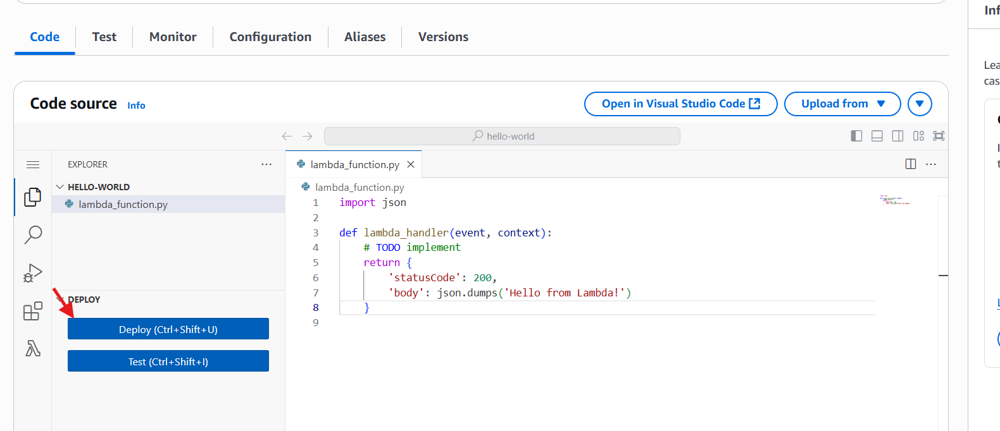 Code Test Monitor Configuration Aliases Versions
Code source Info
Open in Visual Studio Code Upload from
hello-world
EXPLORER
HELLO-WORLD
lambda_function.py
DEPLOY
Deploy (Ctrl+Shift+U)
Test (Ctrl+Shift+I)
lambda_function.py
lambda_function.py
1 import json
2
3 def lambda_handler(event, context):
4 # TODO implement
5 return {
6 'statusCode': 200,
7 'body': json.dumps('Hello from Lambda!')
8 }
9
Inf
Lea
cas